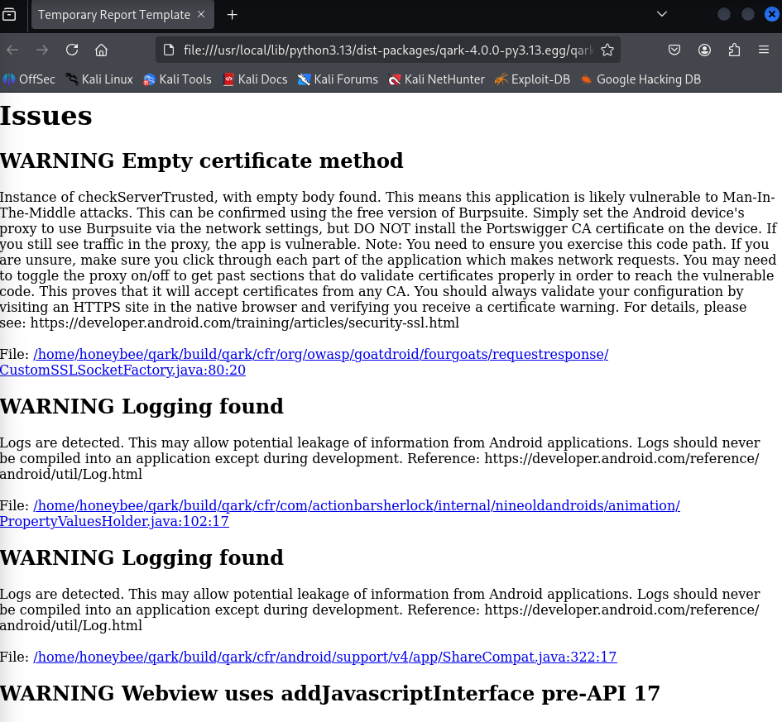 Temporary Report Template
file:///usr/local/lib/python3.13/dist-packages/qark-4.0.0-py3.13.egg/qark
OffSec Kali Linux Kali Tools Kali Docs Kali Forums Kali NetHunter Exploit-DB Google Hacking DB
Issues
WARNING Empty certificate method
Instance of checkServerTrusted, with empty body found. This means this application is likely vulnerable to Man-In-
The-Middle attacks. This can be confirmed using the free version of Burpsuite. Simply set the Android device's
proxy to use Burpsuite via the network settings, but DO NOT install the Portswigger CA certificate on the device. If
you still see traffic in the proxy, the app is vulnerable. Note: You need to ensure you exercise this code path. If you
are unsure, make sure you click through each part of the application which makes network requests. You may need
to toggle the proxy on/off to get past sections that do validate certificates properly in order to reach the vulnerable
code. This proves that it will accept certificates from any CA. You should always validate your configuration by
visiting an HTTPS site in the native browser and verifying you receive a certificate warning. For details, please
see: https://developer.android.com/training/articles/security-ssl.html
File: /home/honeybee/qark/build/qark/cfr/org/owasp/goatdroid/fourgoats/requestresponse/
CustomSSLSocketFactory.java:80:20
WARNING Logging found
Logs are detected. This may allow potential leakage of information from Android applications. Logs should never
be compiled into an application except during development. Reference: https://developer.android.com/reference/
android/util/Log.html
File: /home/honeybee/qark/build/qark/cfr/com/actionbarsherlock/internal/nineoldandroids/animation/
PropertyValuesHolder.java:102:17
WARNING Logging found
Logs are detected. This may allow potential leakage of information from Android applications. Logs should never
be compiled into an application except during development. Reference: https://developer.android.com/reference/
android/util/Log.html
File: /home/honeybee/qark/build/qark/cfr/android/support/v4/app/ShareCompat.java:322:17
WARNING Webview uses addJavascriptInterface pre-API 17